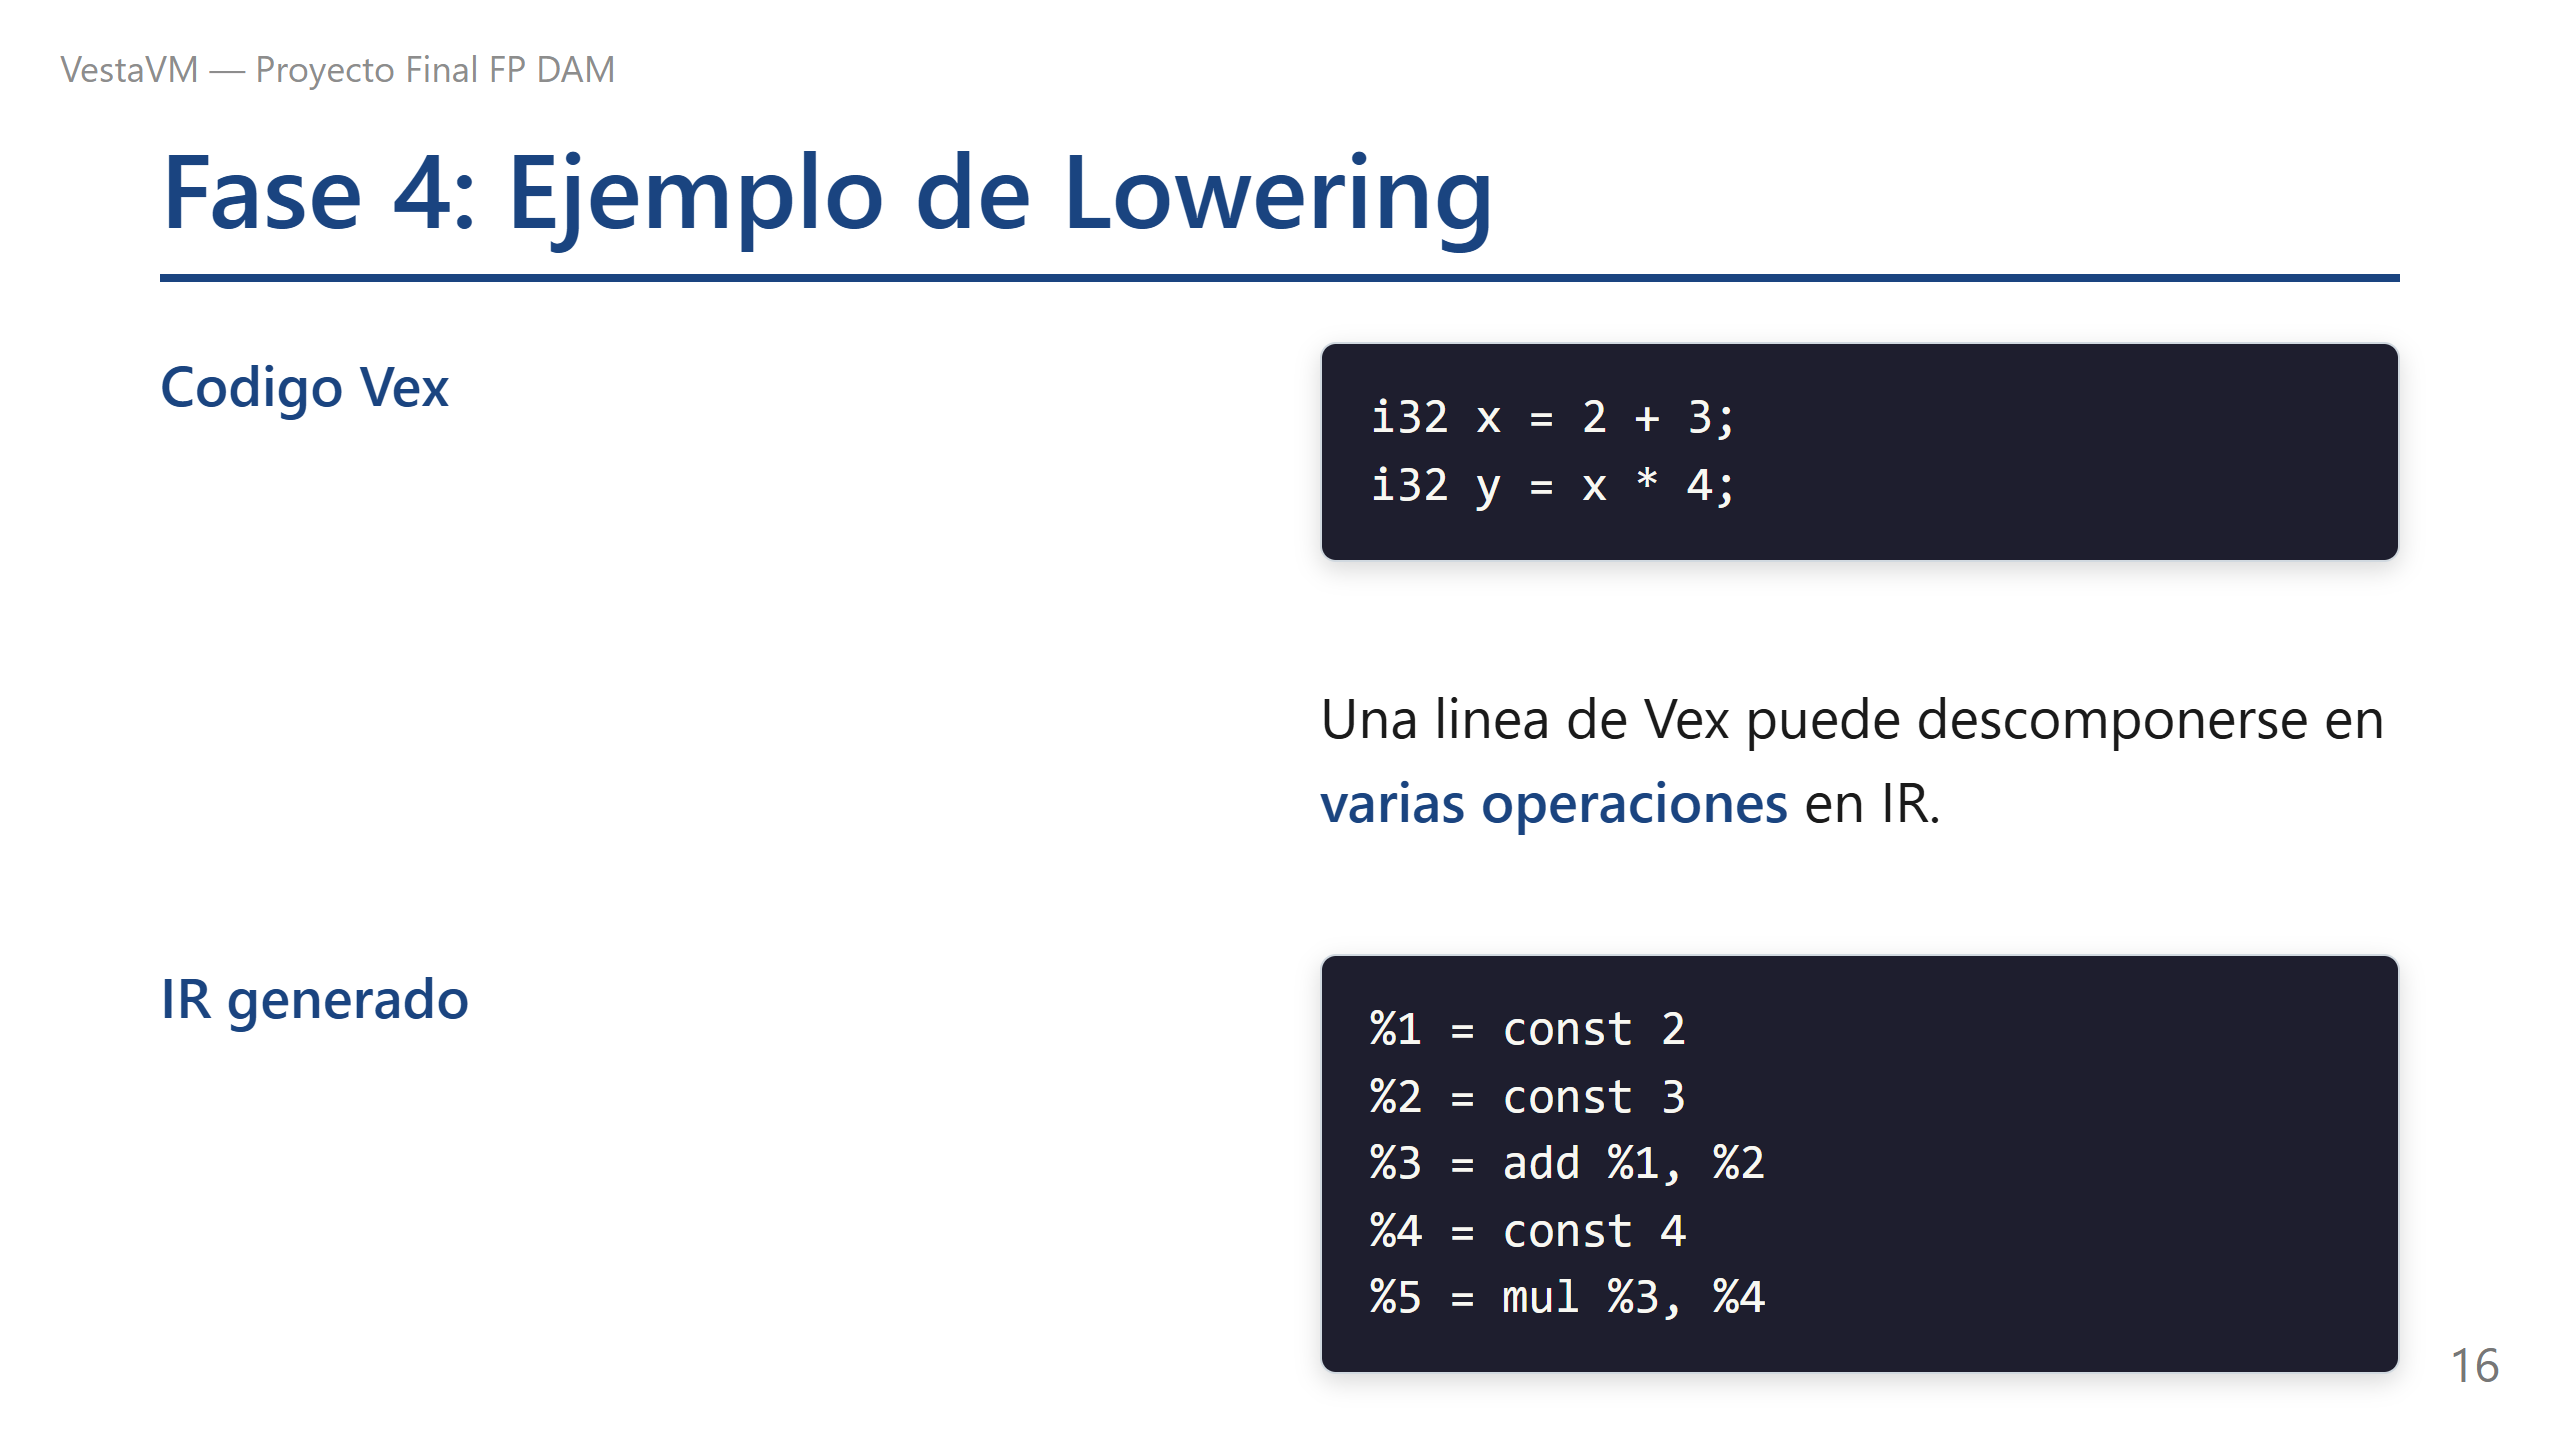 VestaVM — Proyecto Final FP DAM
Fase 4: Ejemplo de Lowering
Codigo Vex
i32 x = 2 + 3;
i32 y = x * 4;
Una linea de Vex puede descomponerse en
varias operaciones en IR.
IR generado
%1 = const 2
%2 = const 3
%3 = add %1, %2
%4 = const 4
%5 = mul %3, %4
16